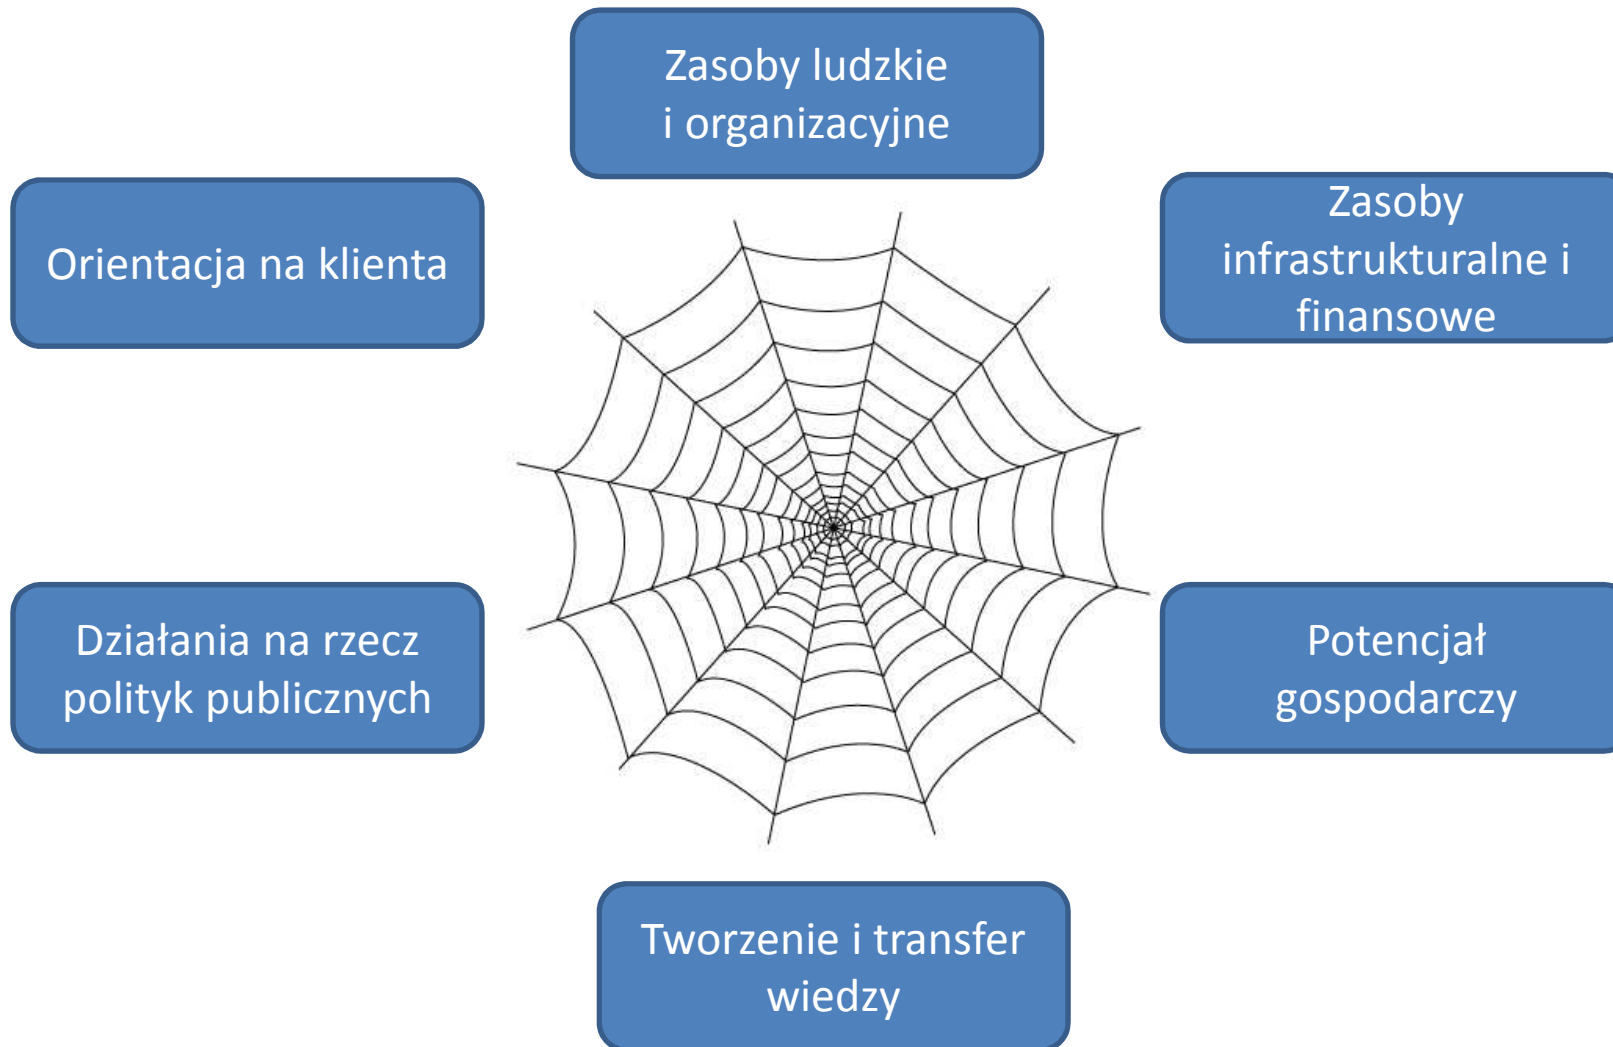 Zasoby ludzkie
i organizacyjne
Orientacja na klienta
Zasoby
infrastrukturalne i
finansowe
Działania na rzecz
polityk publicznych
Potencjał
gospodarczy
Tworzenie i transfer
wiedzy